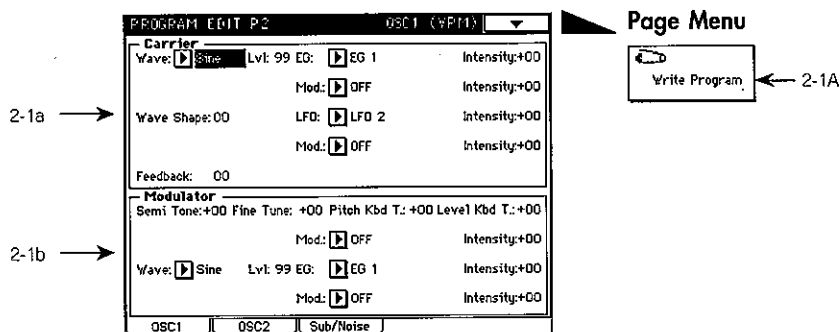 PROGRAM EDIT P2 OSC1 (VPM)
Page Menu
Write Program
2-1A
Carrier
Wave: Sine Lvl: 99 EG: EG 1 Intensity:+00
Mod.: OFF Intensity:+00
2-1a
Wave Shape: 00 LFO: LFO 2 Intensity:+00
Mod.: OFF Intensity:+00
Feedback: 00
Modulator
Semi Tone:+00 Fine Tune: +00 Pitch Kbd T.: +00 Level Kbd T.:+00
Mod.: OFF Intensity:+00
2-1b
Wave: Sine Lvl: 99 EG: EG 1 Intensity:+00
Mod.: OFF Intensity:+00
OSC1 OSC2 Sub/Noise